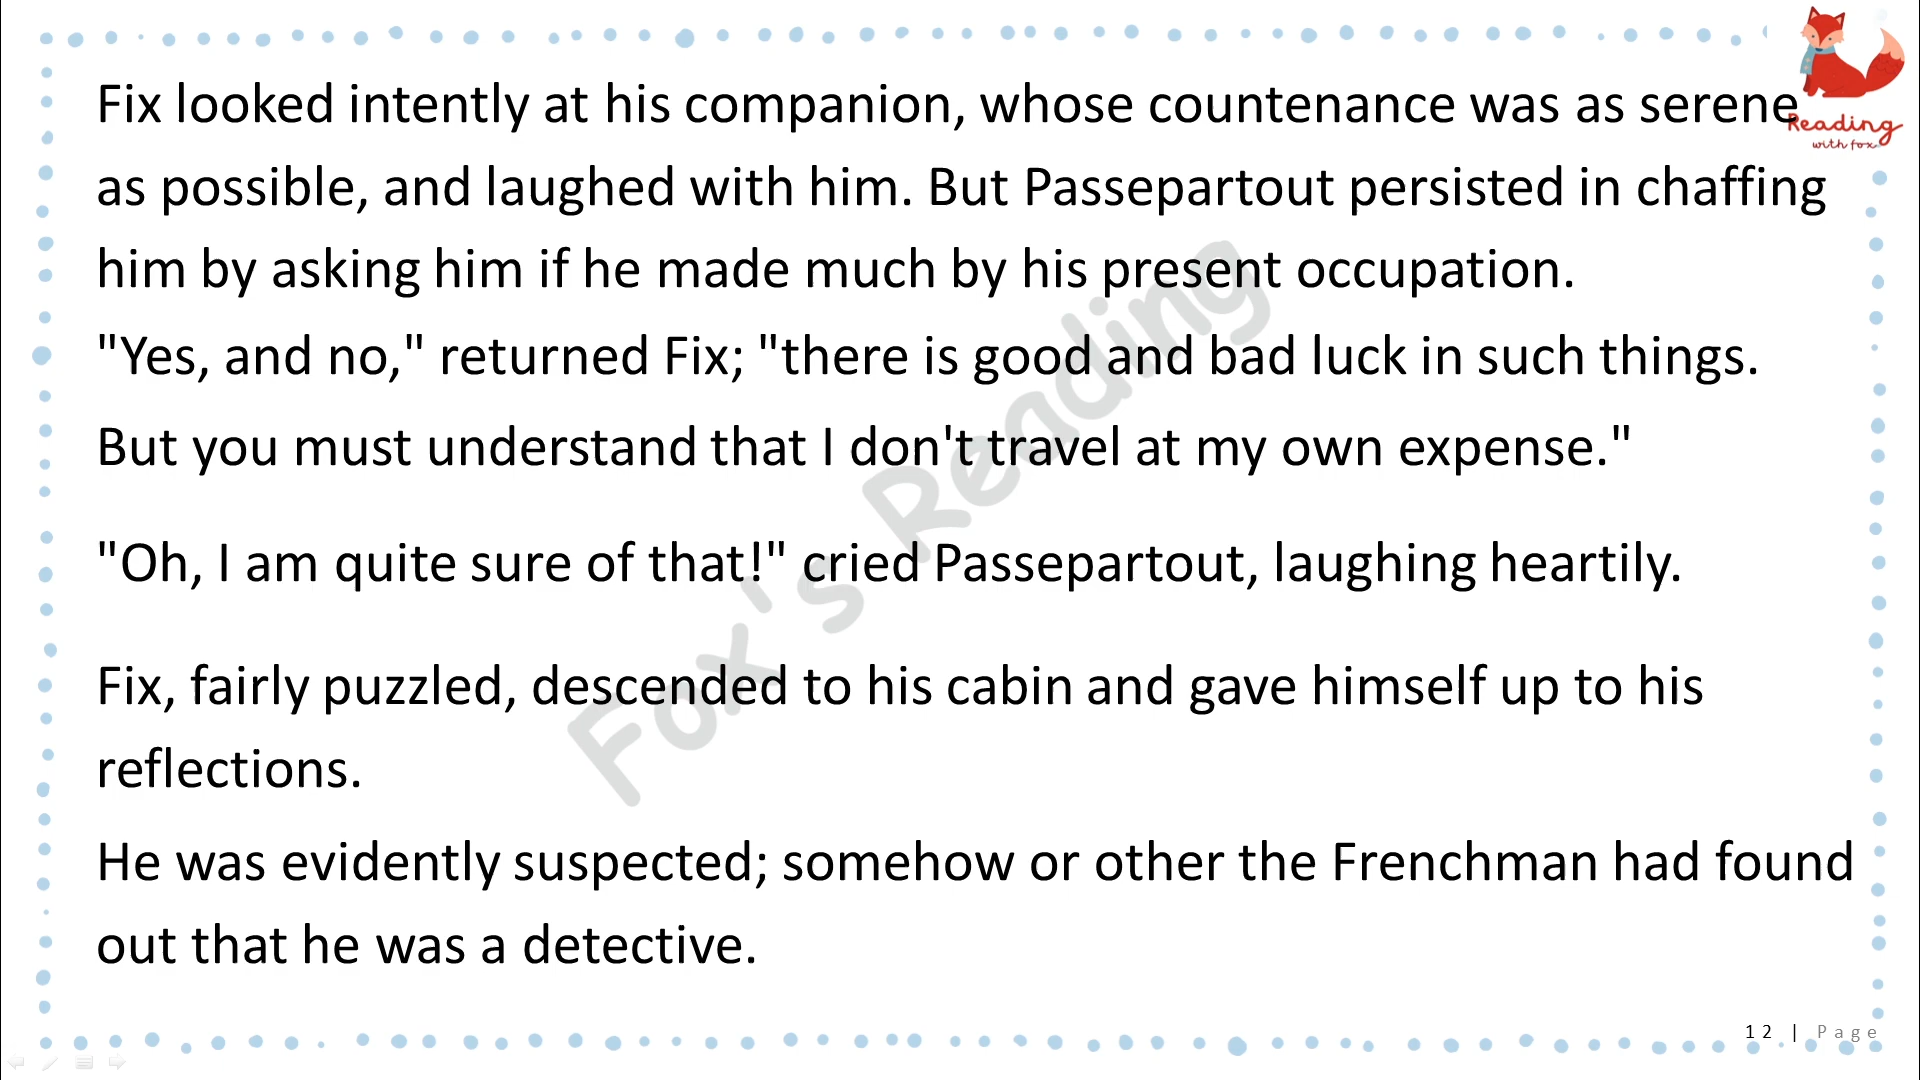 Fix looked intently at his companion, whose countenance was as serene
as possible, and laughed with him. But Passepartout persisted in chaffing
him by asking him if he made much by his present occupation.
"Yes, and no," returned Fix; "there is good and bad luck in such things.
But you must understand that I don't travel at my own expense."
"Oh, I am quite sure of that!" cried Passepartout, laughing heartily.
Fix, fairly puzzled, descended to his cabin and gave himself up to his
reflections.
He was evidently suspected; somehow or other the Frenchman had found
out that he was a detective.
Reading
with fox
Fox's Reading
12 | Page